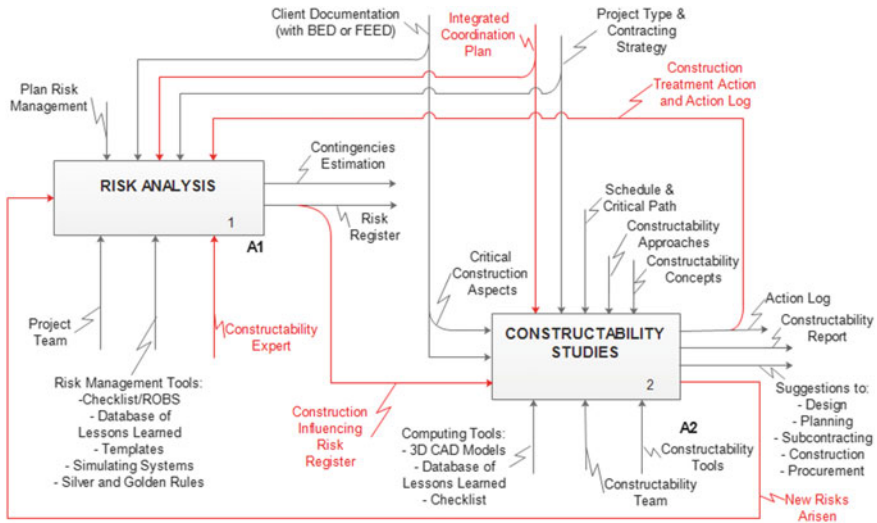 Client Documentation
(with BED or FEED)
Integrated
Coordination
Plan
Project Type &
Contracting
Strategy
Construction
Treatment Action
and Action Log
Plan Risk
Management
Contingencies
Estimation
RISK ANALYSIS
1
A1
Risk
Register
Schedule &
Critical Path
Constructability
Approaches
Constructability
Concepts
Critical
Construction
Aspects
Action Log
Constructability
Report
CONSTRUCTABILITY
STUDIES
2
A2
Project
Team
Constructability
Expert
Risk Management Tools:
-Checklist/ROBS
- Database of
Lessons Learned
- Templates
- Simulating Systems
- Silver and Golden Rules
Construction
Influencing
Risk
Register
Computing Tools:
- 3D CAD Models
- Database of
Lessons Learned
- Checklist
Constructability
Team
Constructability
Tools
Suggestions to:
- Design
- Planning
- Subcontracting
- Construction
- Procurement
New Risks
Arisen